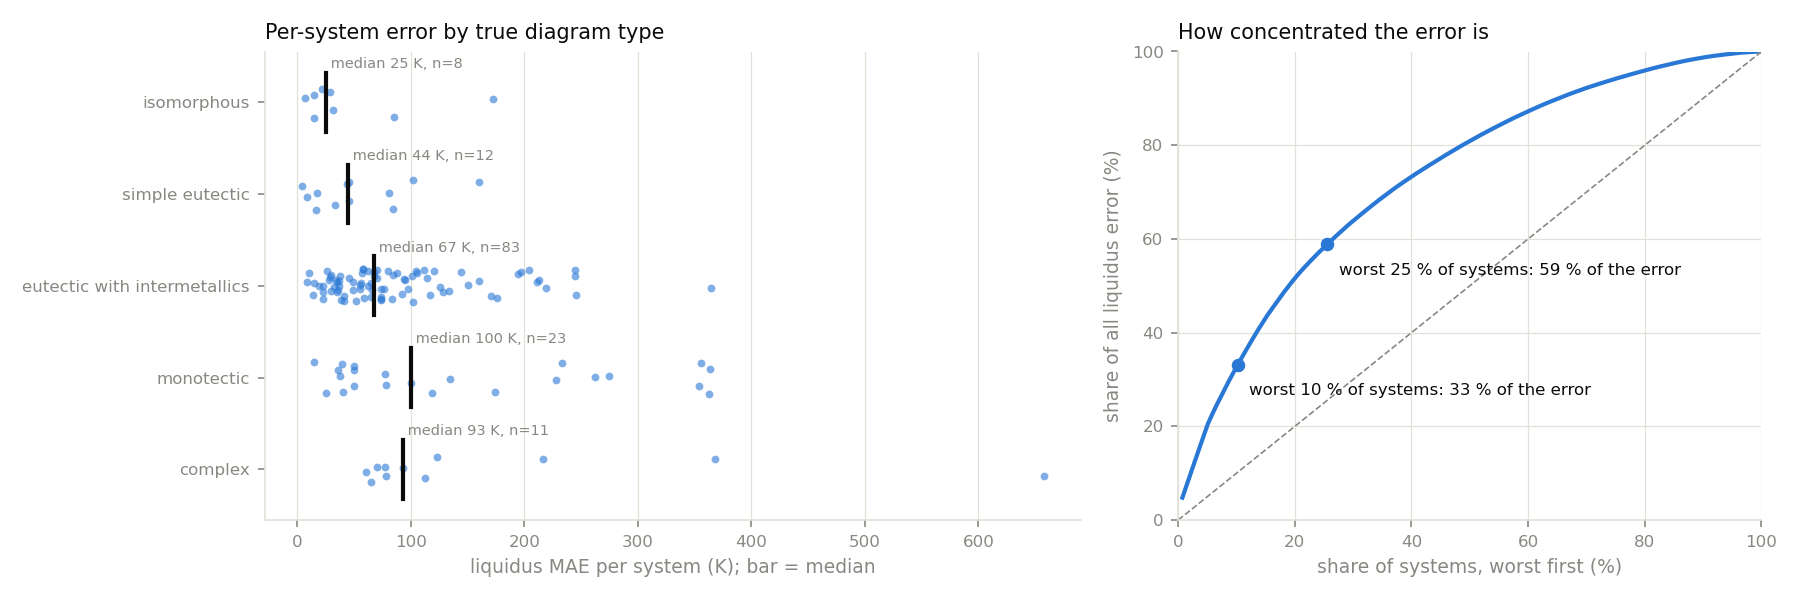 Per-system error by true diagram type
median 25 K, n=8
isomorphous
median 44 K, n=12
simple eutectic
median 67 K, n=83
eutectic with intermetallics
median 100 K, n=23
monotectic
median 93 K, n=11
complex
0 100 200 300 400 500 600
liquidus MAE per system (K); bar = median
How concentrated the error is
100
80
60
40
20
0
share of all liquidus error (%)
worst 25 % of systems: 59 % of the error
worst 10 % of systems: 33 % of the error
0 20 40 60 80 100
share of systems, worst first (%)